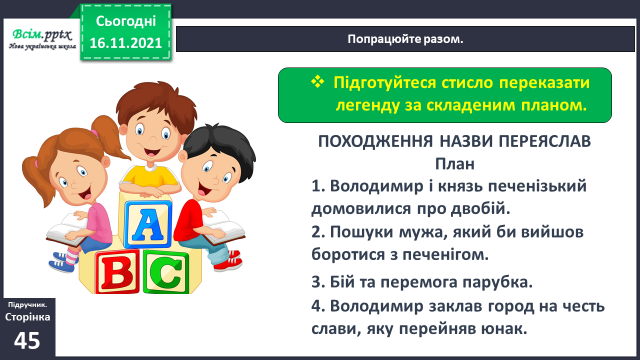 Всім.pptx
Нова українська школа
Сьогодні
16.11.2021
Попрацюйте разом.
❖ Підготуйтеся стисло переказати
легенду за складеним планом.
ПОХОДЖЕННЯ НАЗВИ ПЕРЕЯСЛАВ
План
1. Володимир і князь печенізький
домовилися про двобій.
2. Пошуки мужа, який би вийшов
боротися з печенігом.
3. Бій та перемога парубка.
4. Володимир заклав город на честь
слави, яку перейняв юнак.
A
B C
Підручник.
Сторінка
45